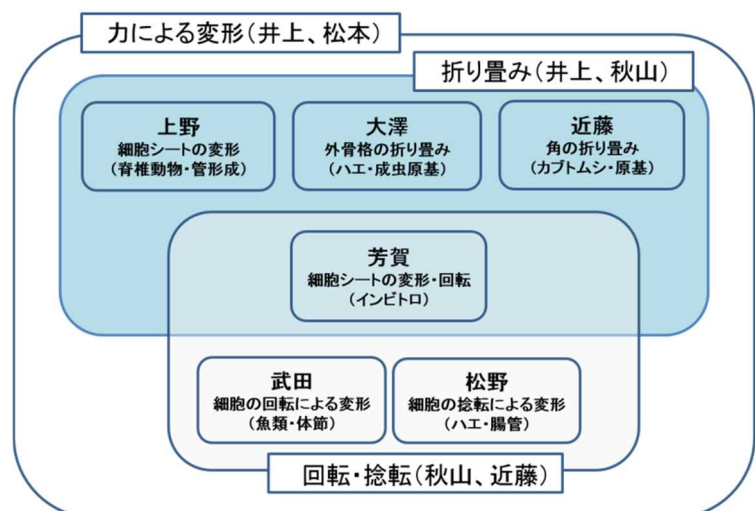 力による変形(井上、松本)
折り畳み(井上、秋山)
上野
細胞シートの変形
(脊椎動物・管形成)
大澤
外骨格の折り畳み
(ハエ・成虫原基)
近藤
角の折り畳み
(カブトムシ・原基)
芳賀
細胞シートの変形・回転
(インビトロ)
武田
細胞の回転による変形
(魚類・体節)
松野
細胞の捻転による変形
(ハエ・腸管)
回転・捻転(秋山、近藤)